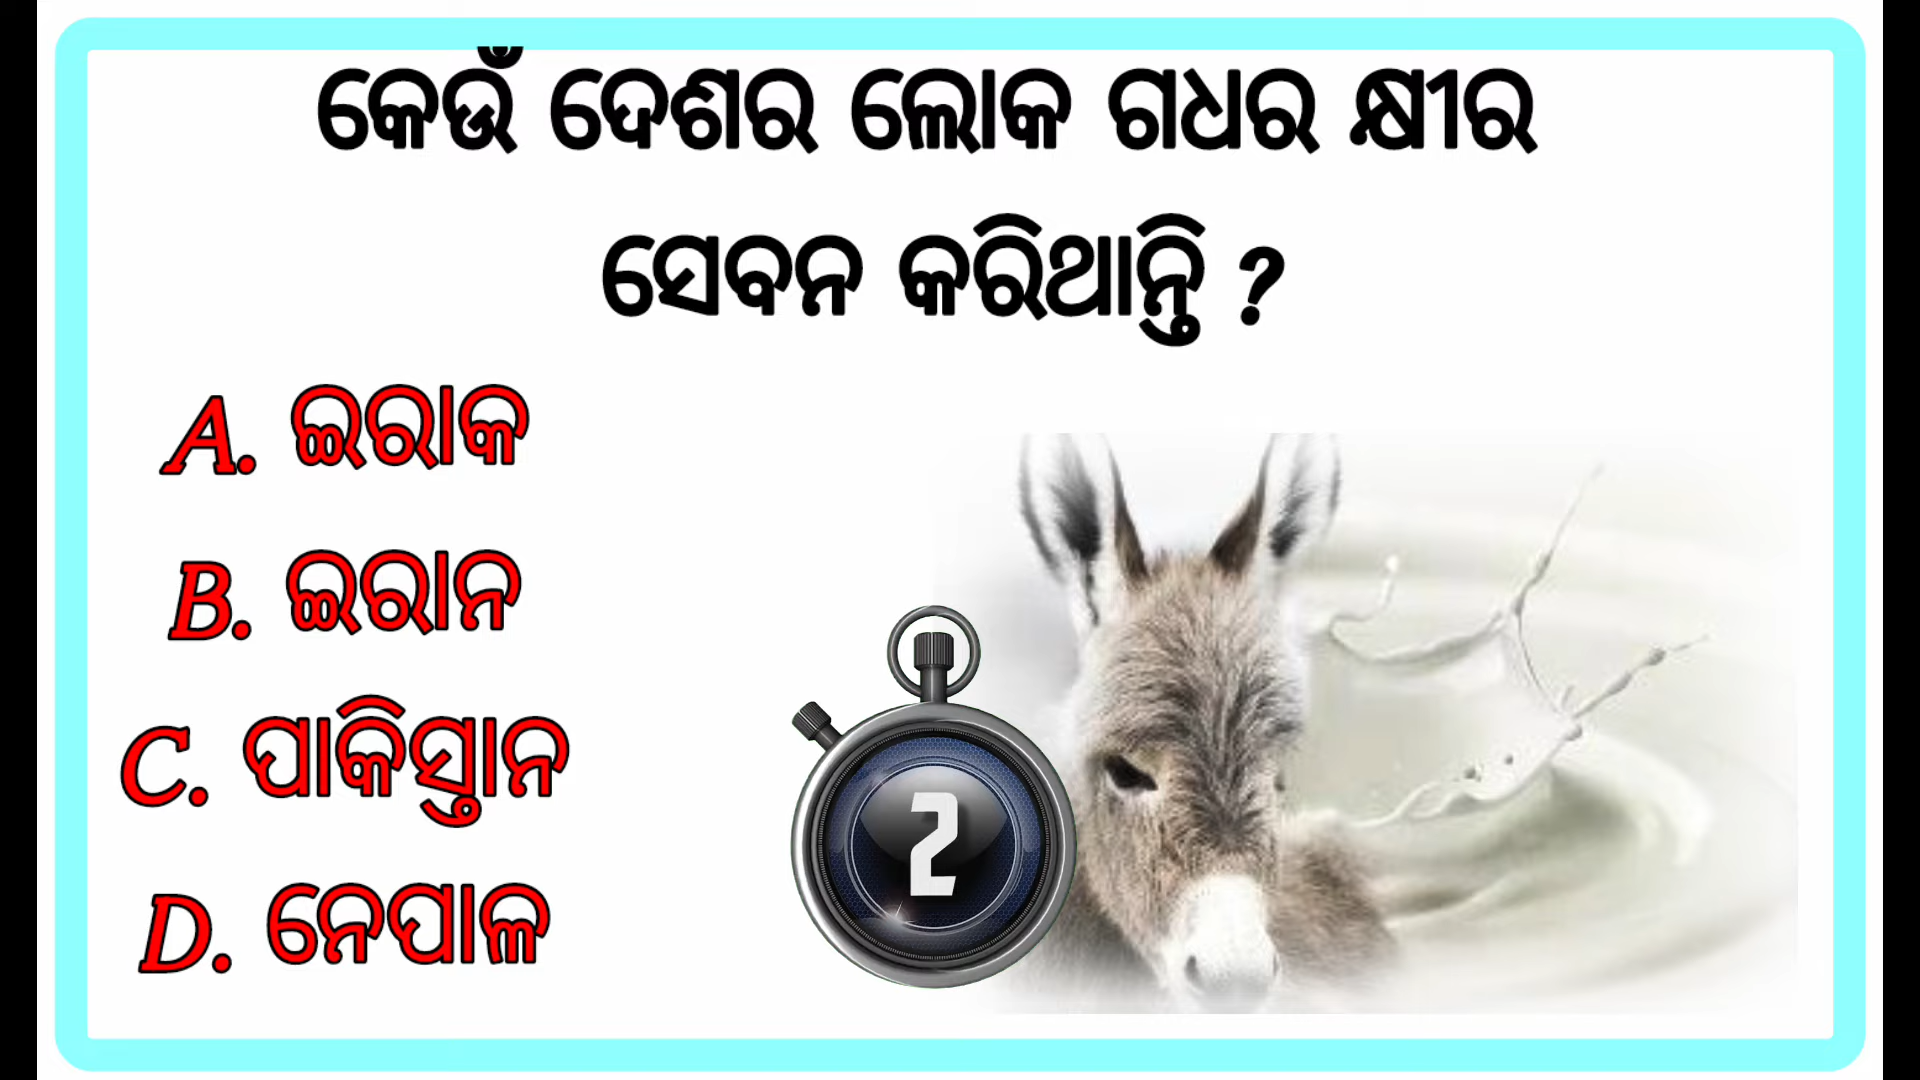 କେଉଁ ଦେଶର ଲୋକ ଗଧର କ୍ଷୀର
ସେବନ କରିଥାନ୍ତି ?
A. ଇରାକ
B. ଇରାନ
C. ପାକିସ୍ତାନ
D. ନେପାଳ
2